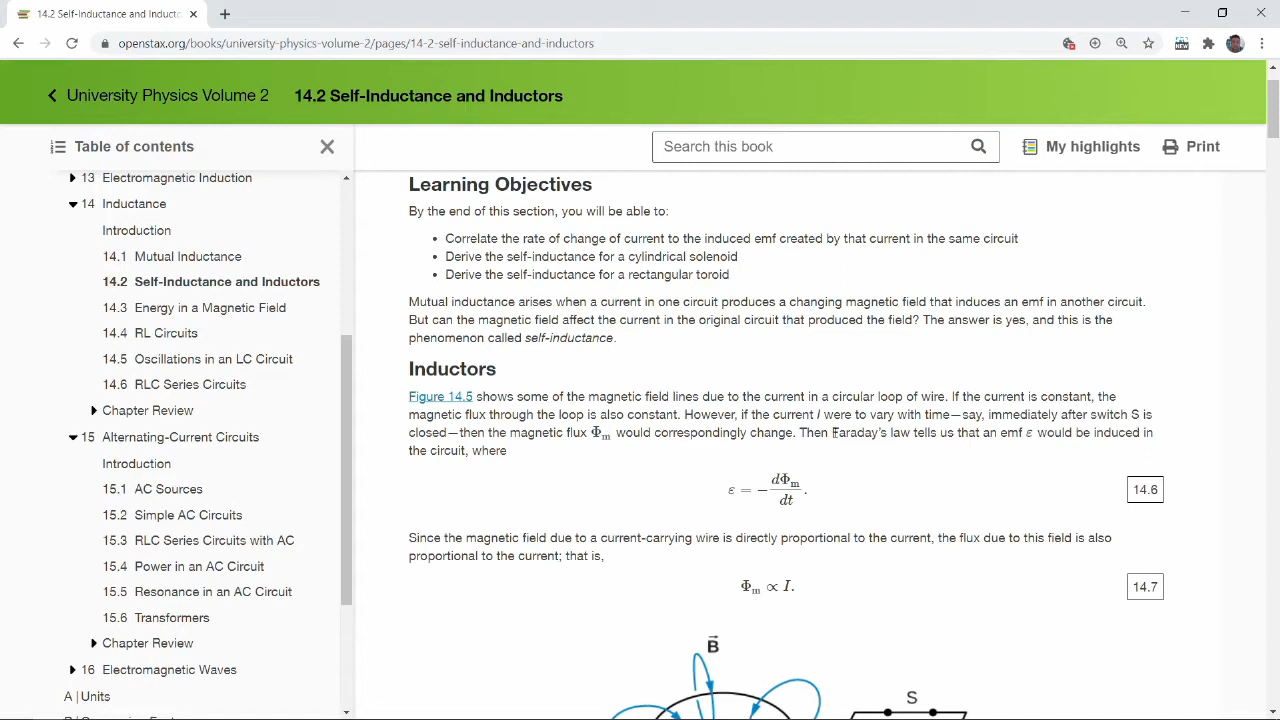 14.2 Self-Inductance and Inducto
openstax.org/books/university-physics-volume-2/pages/14-2-self-inductance-and-inductors
NEW
University Physics Volume 2 14.2 Self-Inductance and Inductors
Table of contents
Search this book
My highlights
Print
13 Electromagnetic Induction
14 Inductance
Introduction
14.1 Mutual Inductance
14.2 Self-Inductance and Inductors
14.3 Energy in a Magnetic Field
14.4 RL Circuits
14.5 Oscillations in an LC Circuit
14.6 RLC Series Circuits
Chapter Review
15 Alternating-Current Circuits
Introduction
15.1 AC Sources
15.2 Simple AC Circuits
15.3 RLC Series Circuits with AC
15.4 Power in an AC Circuit
15.5 Resonance in an AC Circuit
15.6 Transformers
Chapter Review
16 Electromagnetic Waves
A | Units
Learning Objectives
By the end of this section, you will be able to:
• Correlate the rate of change of current to the induced emf created by that current in the same circuit
• Derive the self-inductance for a cylindrical solenoid
• Derive the self-inductance for a rectangular toroid
Mutual inductance arises when a current in one circuit produces a changing magnetic field that induces an emf in another circuit.
But can the magnetic field affect the current in the original circuit that produced the field? The answer is yes, and this is the
phenomenon called self-inductance.
Inductors
Figure 14.5 shows some of the magnetic field lines due to the current in a circular loop of wire. If the current is constant, the
magnetic flux through the loop is also constant. However, if the current I were to vary with time—say, immediately after switch S is
closed—then the magnetic flux Φm would correspondingly change. Then Faraday's law tells us that an emf ε would be induced in
the circuit, where
ε = −dΦm/dt.
14.6
Since the magnetic field due to a current-carrying wire is directly proportional to the current, the flux due to this field is also
proportional to the current; that is,
Φm ∝ I.
14.7
B
S